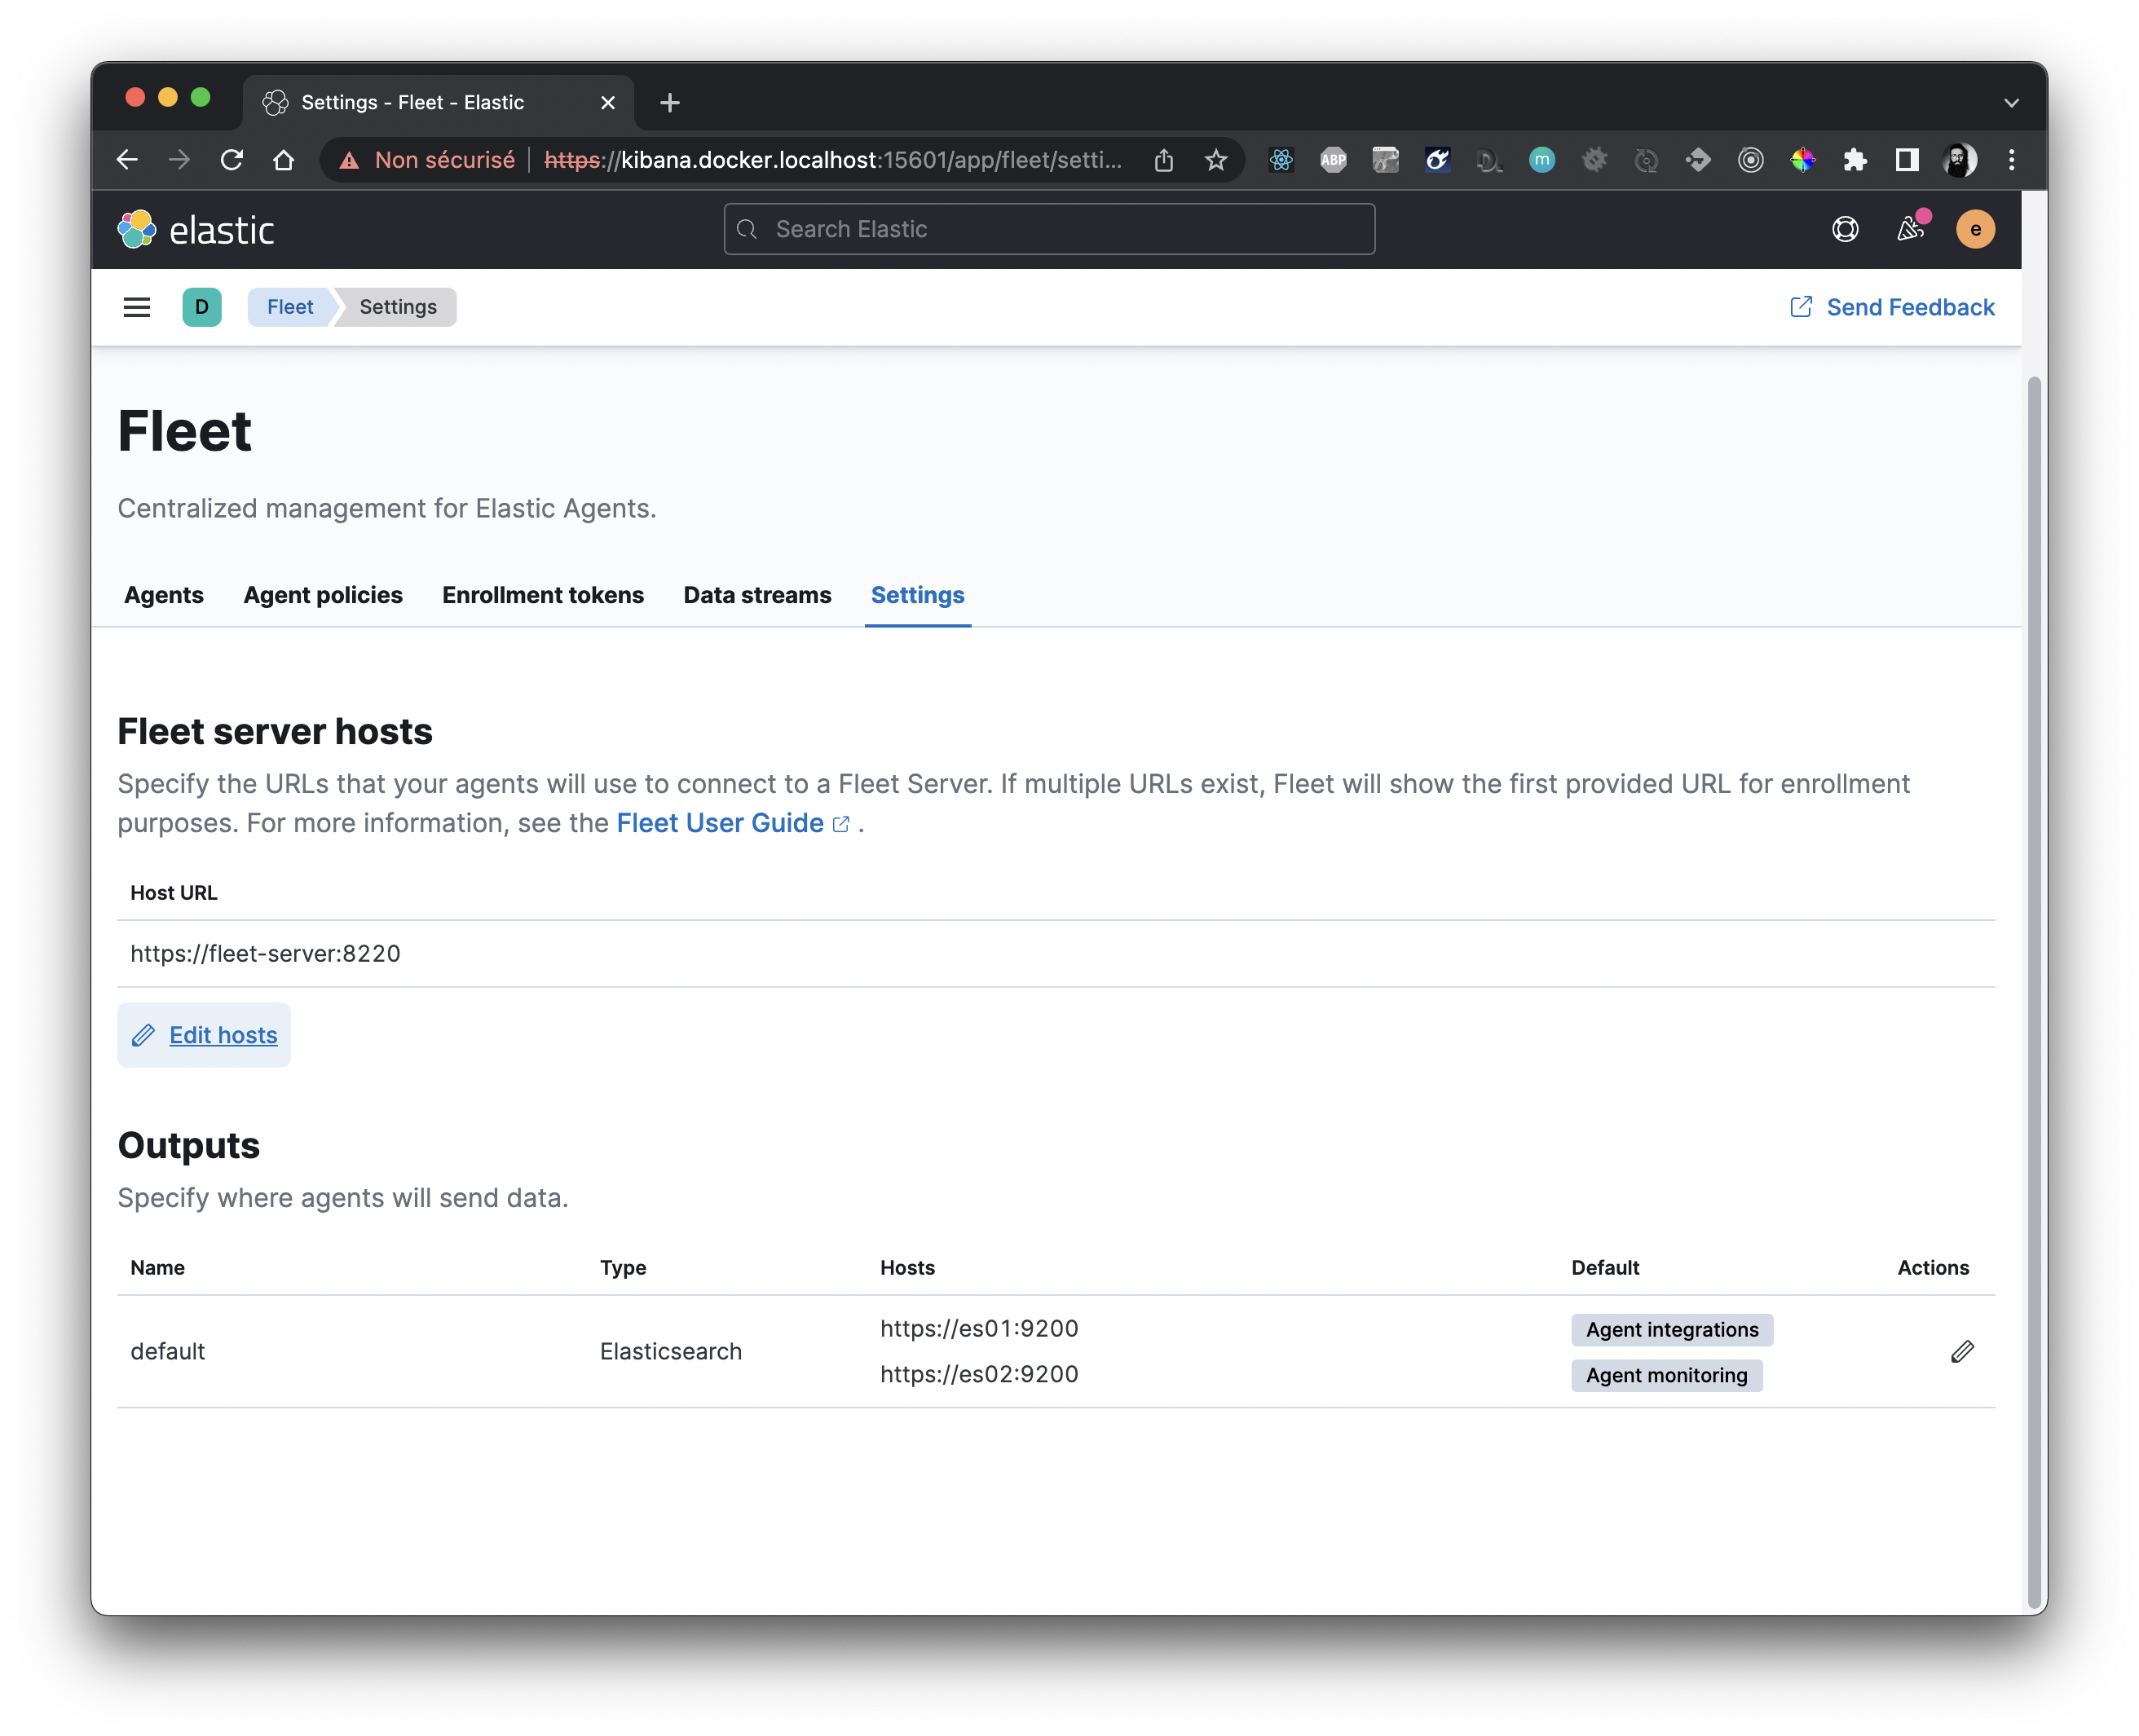 Settings - Fleet - Elastic
Non sécurisé https://kibana.docker.localhost:15601/app/fleet/setti...
ABP
m
elastic
Search Elastic
e
D Fleet Settings
Send Feedback
Fleet
Centralized management for Elastic Agents.
Agents Agent policies Enrollment tokens Data streams Settings
Fleet server hosts
Specify the URLs that your agents will use to connect to a Fleet Server. If multiple URLs exist, Fleet will show the first provided URL for enrollment
purposes. For more information, see the Fleet User Guide .
Host URL
https://fleet-server:8220
Edit hosts
Outputs
Specify where agents will send data.
Name Type Hosts Default Actions
default Elasticsearch https://es01:9200 Agent integrations
https://es02:9200 Agent monitoring